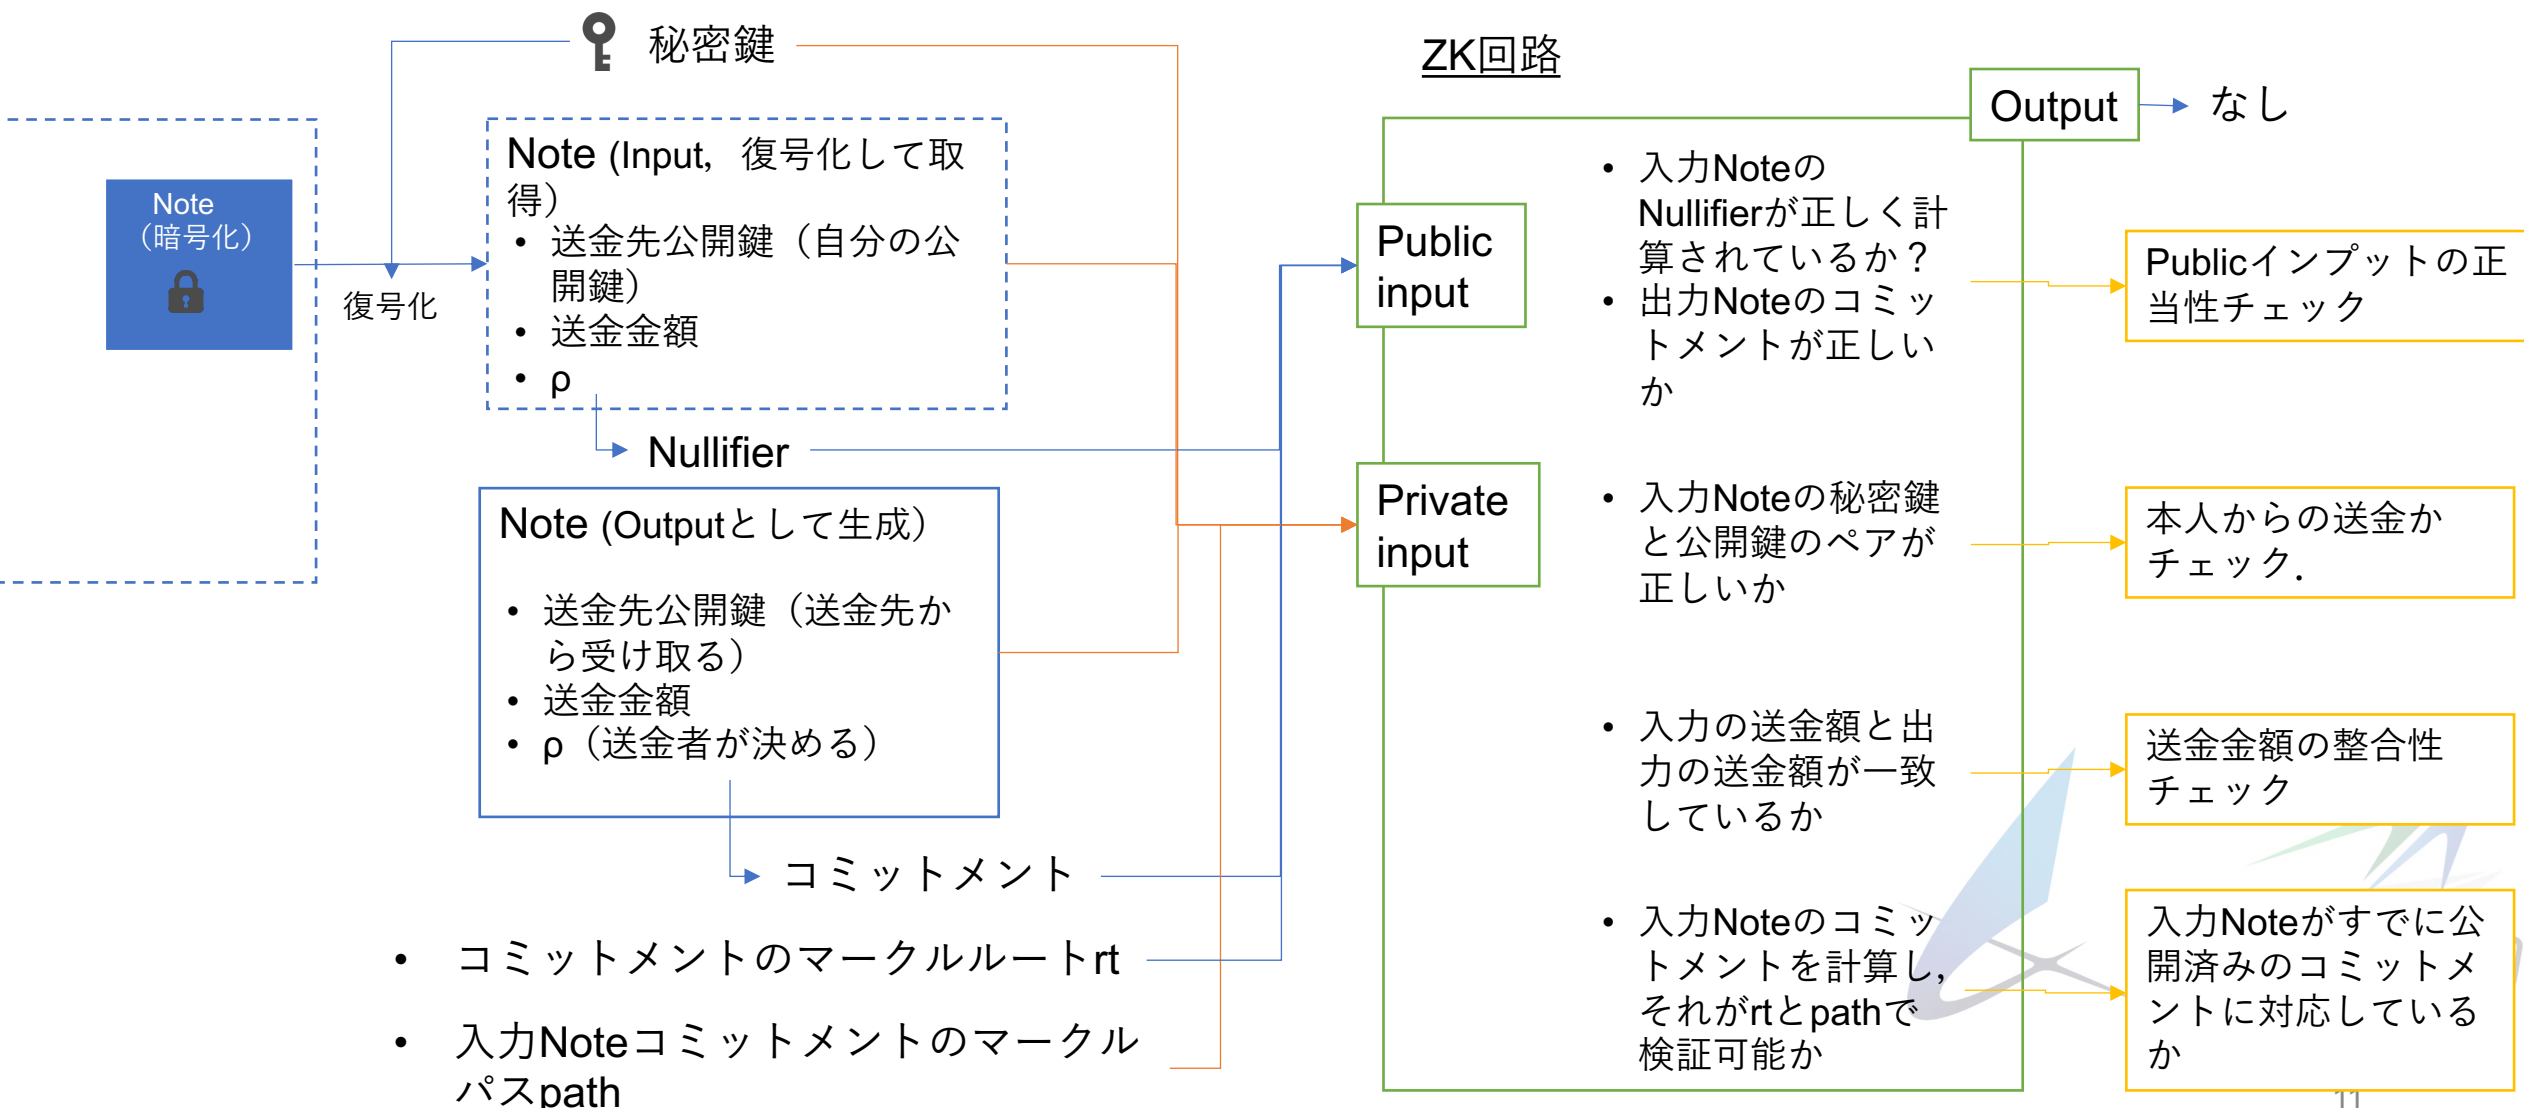 秘密鍵
Note
（暗号化）
復号化
Note (Input, 復号化して取
得）
• 送金先公開鍵（自分の公
開鍵）
• 送金金額
• ρ
Nullifier
Note (Outputとして生成）
• 送金先公開鍵（送金先か
ら受け取る）
• 送金金額
• ρ（送金者が決める）
コミットメント
• コミットメントのマークルルートrt
• 入力Noteコミットメントのマークル
パスpath
ZK回路
Output
なし
Public
input
Private
input
• 入力Noteの
Nullifierが正しく計
算されているか？
• 出力Noteのコミッ
トメントが正しい
か
• 入力Noteの秘密鍵
と公開鍵のペアが
正しいか
• 入力の送金額と出
力の送金額が一致
しているか
• 入力Noteのコミッ
トメントを計算し,
それがrtとpathで
検証可能か
Publicインプットの正
当性チェック
本人からの送金か
チェック.
送金金額の整合性
チェック
入力Noteがすでに公
開済みのコミットメ
ントに対応している
か
11